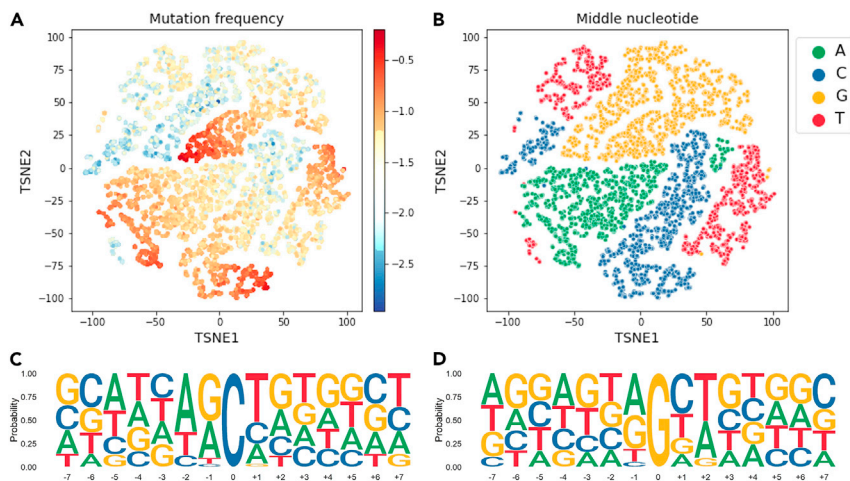 A
Mutation frequency
100
75
50
25
0
−25
−50
−75
−100
TSNE2
−100 −50 0 50 100
TSNE1
−0.5
−1.0
−1.5
−2.0
−2.5
B
Middle nucleotide
100
75
50
25
0
−25
−50
−75
−100
TSNE2
−100 −50 0 50 100
TSNE1
A
C
G
T
C
1.00
0.75
0.50
0.25
0.00
Probability
-7 -6 -5 -4 -3 -2 -1 0 +1 +2 +3 +4 +5 +6 +7
D
1.00
0.75
0.50
0.25
0.00
Probability
-7 -6 -5 -4 -3 -2 -1 0 +1 +2 +3 +4 +5 +6 +7